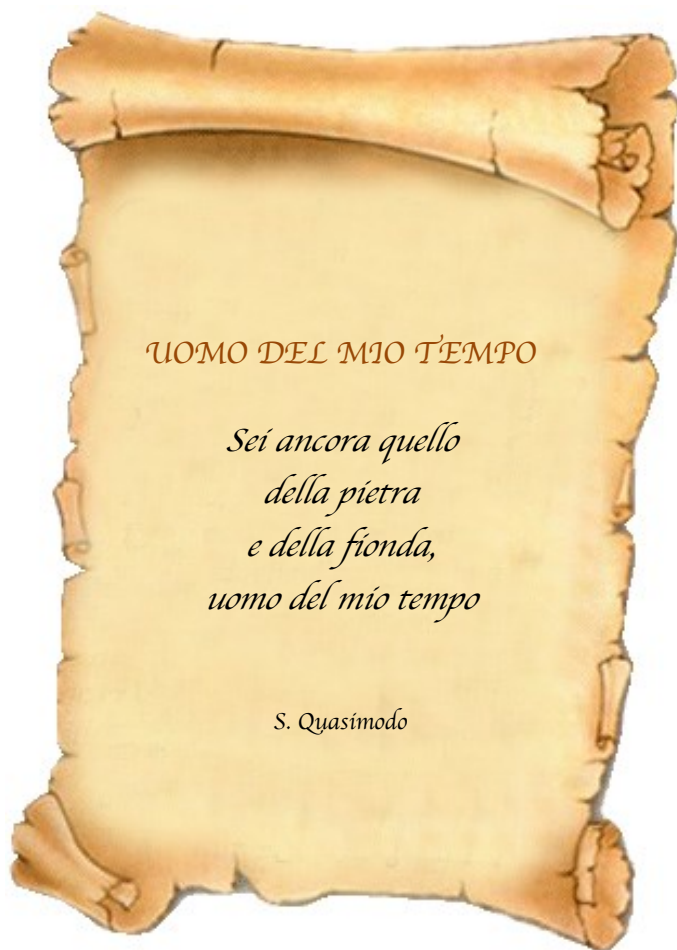 UOMO DEL MIO TEMPO
Sei ancora quello
della pietra
e della fionda,
uomo del mio tempo
S. Quasimodo